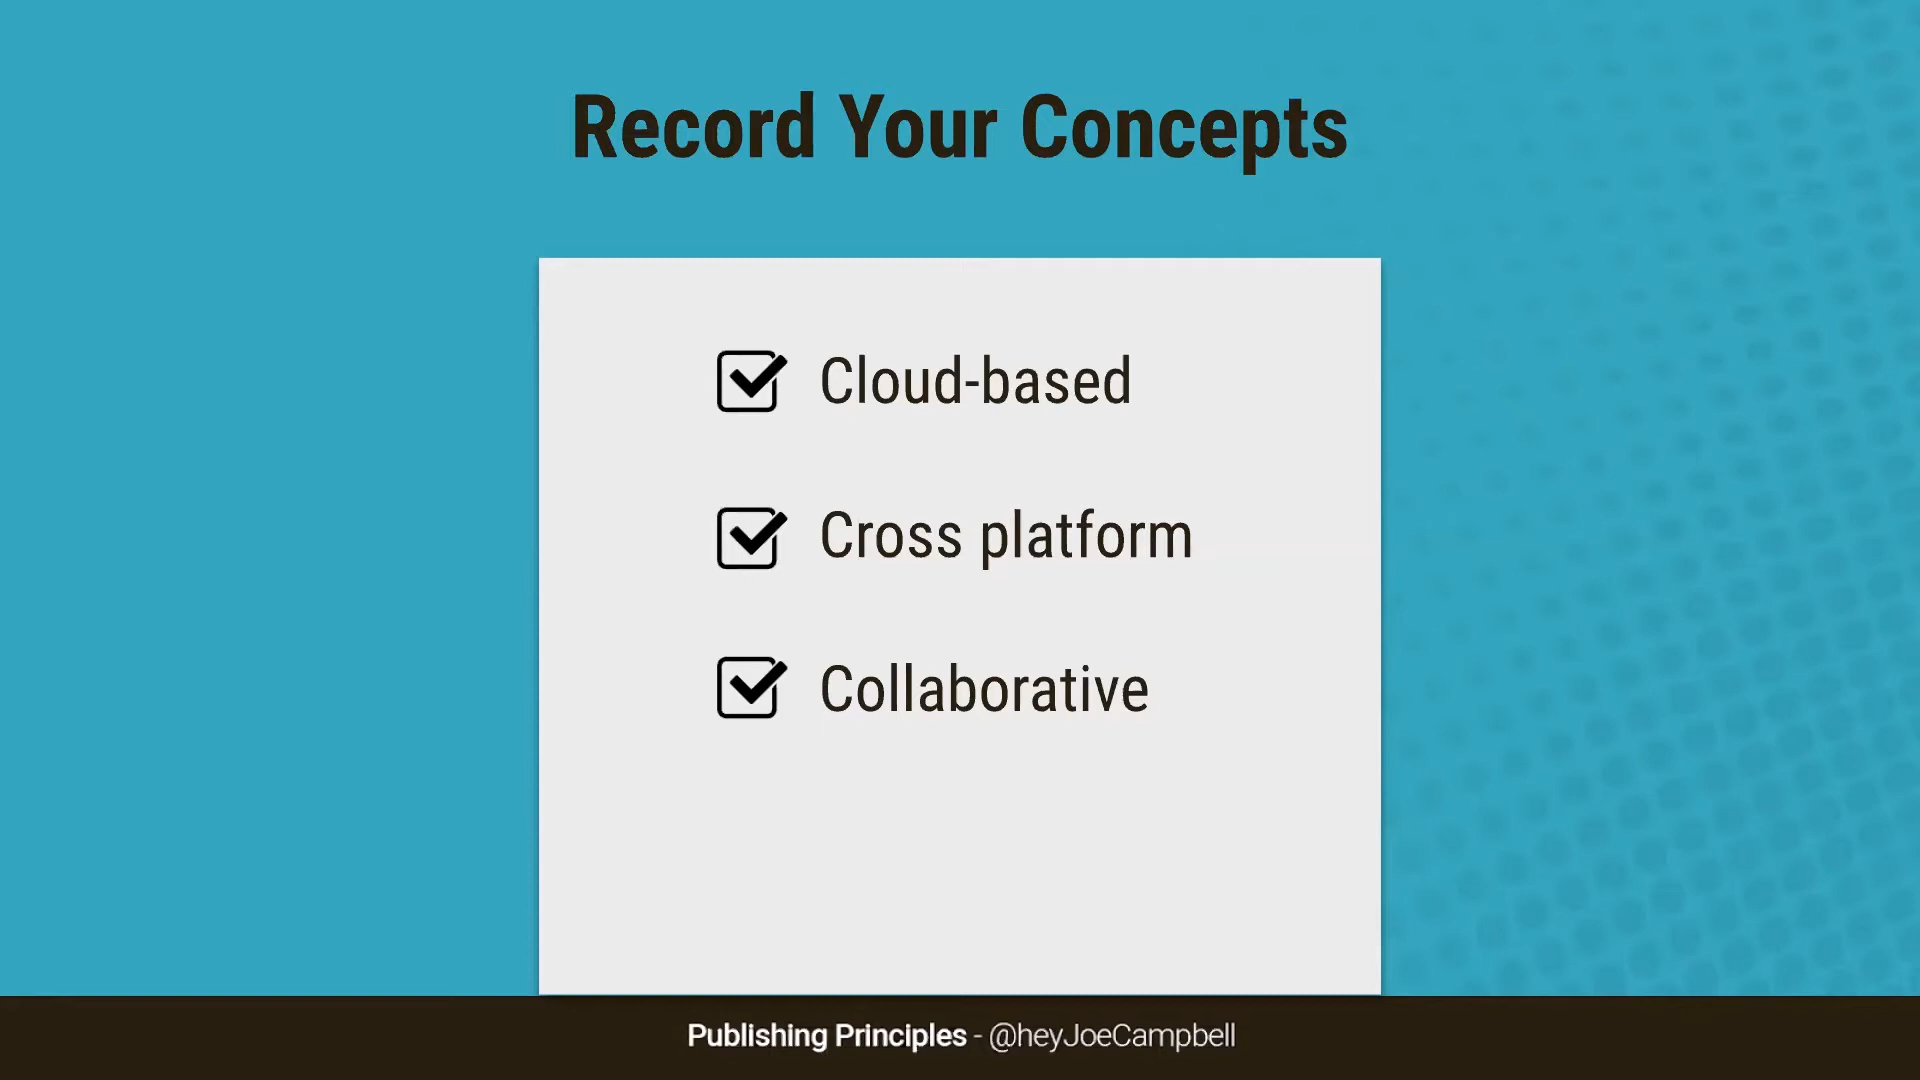 Record Your Concepts
Cloud-based
Cross platform
Collaborative
Publishing Principles - @heyJoeCampbell